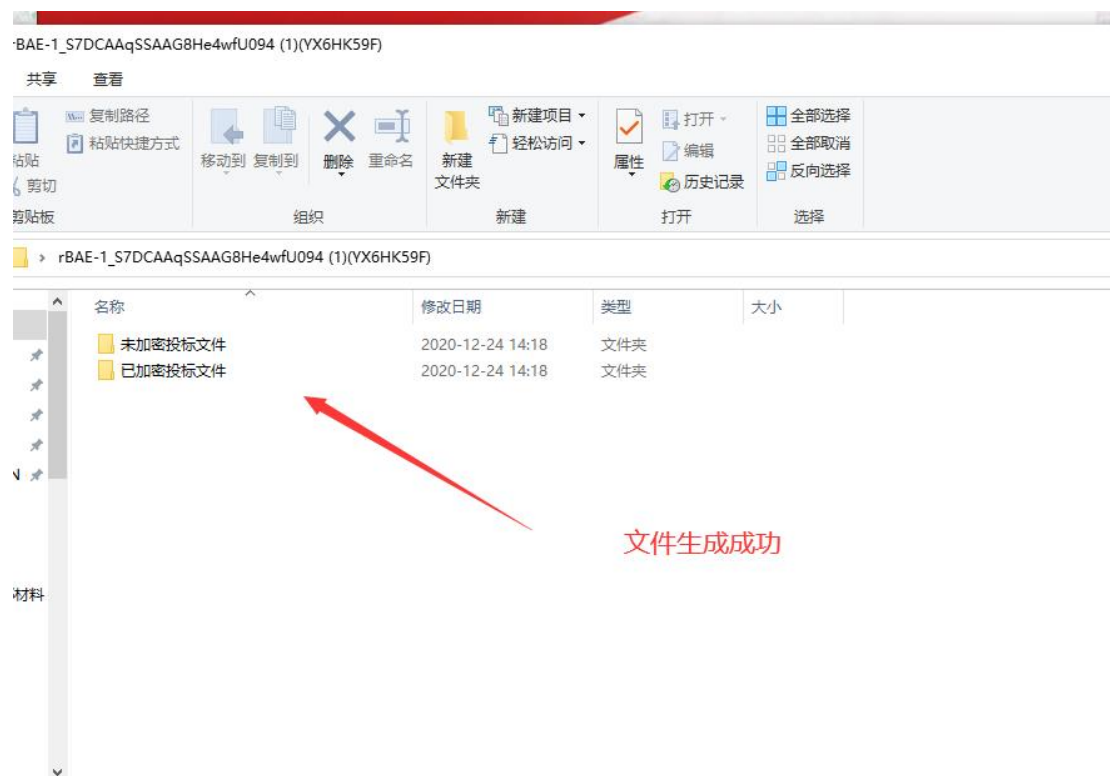 rBAE-1_S7DCAAqSSAAG8He4wfU094 (1)(YX6HK59F)
共享 查看
复制路径
粘贴快捷方式
粘贴
剪切
移动到 复制到 删除 重命名
新建
文件夹
新建项目
轻松访问
属性
打开
编辑
历史记录
全部选择
全部取消
反向选择
剪贴板 组织 新建 打开 选择
rBAE-1_S7DCAAqSSAAG8He4wfU094 (1)(YX6HK59F)
名称 修改日期 类型 大小
未加密投标文件 2020-12-24 14:18 文件夹
已加密投标文件 2020-12-24 14:18 文件夹
N
文件生成成功
材料